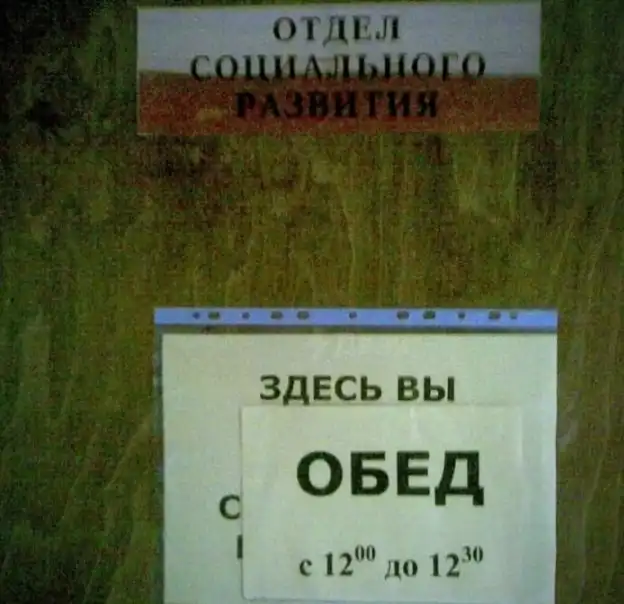 ОТДЕЛ
СОЦИАЛЬНОГО
РАЗВИТИЯ
ЗДЕСЬ ВЫ
ОБЕД
с 12⁰⁰ до 12³⁰